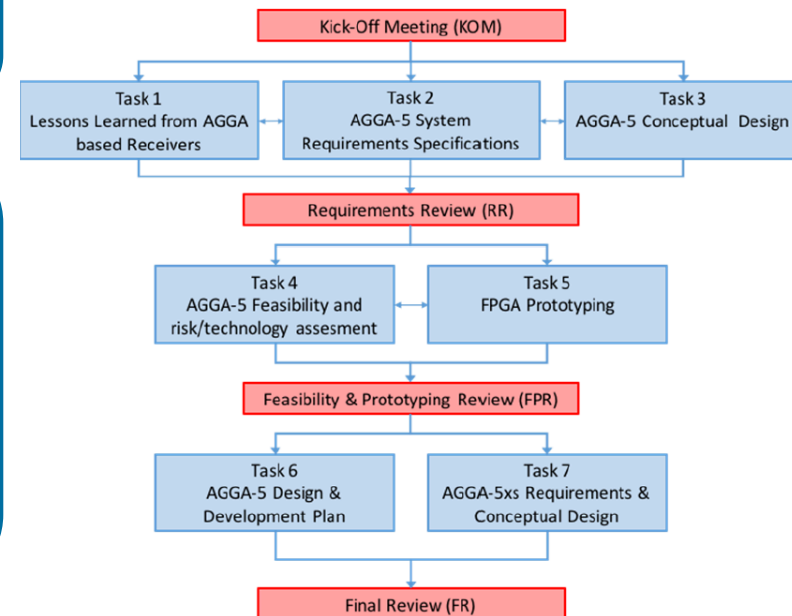 Kick-Off Meeting (KOM)
Task 1
Lessons Learned from AGGA
based Receivers
Task 2
AGGA-5 System
Requirements Specifications
Task 3
AGGA-5 Conceptual Design
Requirements Review (RR)
Task 4
AGGA-5 Feasibility and
risk/technology assesment
Task 5
FPGA Prototyping
Feasibility & Prototyping Review (FPR)
Task 6
AGGA-5 Design &
Development Plan
Task 7
AGGA-5xs Requirements &
Conceptual Design
Final Review (FR)